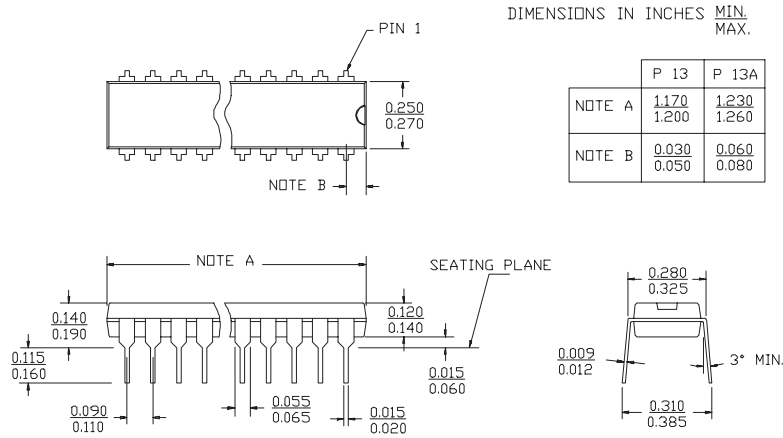 DIMENSIONS IN INCHES MIN.
MAX.
PIN 1
P 13 P 13A
NOTE A 1.170 1.230
1.200 1.260
NOTE B 0.030 0.060
0.050 0.080
0.250
0.270
NOTE B
NOTE A
SEATING PLANE
0.280
0.325
0.140
0.190
0.120
0.140
0.115
0.160
0.015
0.060
0.009
0.012
3° MIN.
0.090
0.110
0.055
0.065
0.015
0.020
0.310
0.385